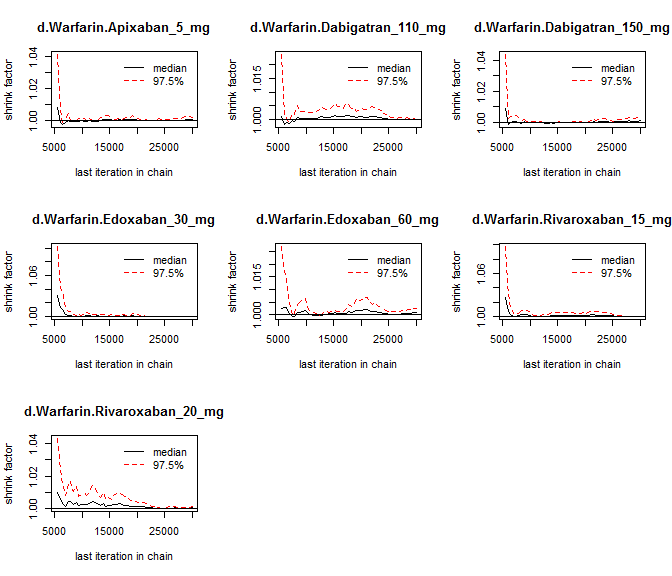 d.Warfarin.Apixaban_5_mg
shrink factor
1.00 1.02 1.04
median
97.5%
5000 15000 25000
last iteration in chain
d.Warfarin.Dabigatran_110_mg
shrink factor
1.000 1.015
median
97.5%
5000 15000 25000
last iteration in chain
d.Warfarin.Dabigatran_150_mg
shrink factor
1.00 1.02 1.04
median
97.5%
5000 15000 25000
last iteration in chain
d.Warfarin.Edoxaban_30_mg
shrink factor
1.00 1.06
median
97.5%
5000 15000 25000
last iteration in chain
d.Warfarin.Edoxaban_60_mg
shrink factor
1.000 1.015
median
97.5%
5000 15000 25000
last iteration in chain
d.Warfarin.Rivaroxaban_15_mg
shrink factor
1.00 1.06
median
97.5%
5000 15000 25000
last iteration in chain
d.Warfarin.Rivaroxaban_20_mg
shrink factor
1.00 1.02 1.04
median
97.5%
5000 15000 25000
last iteration in chain